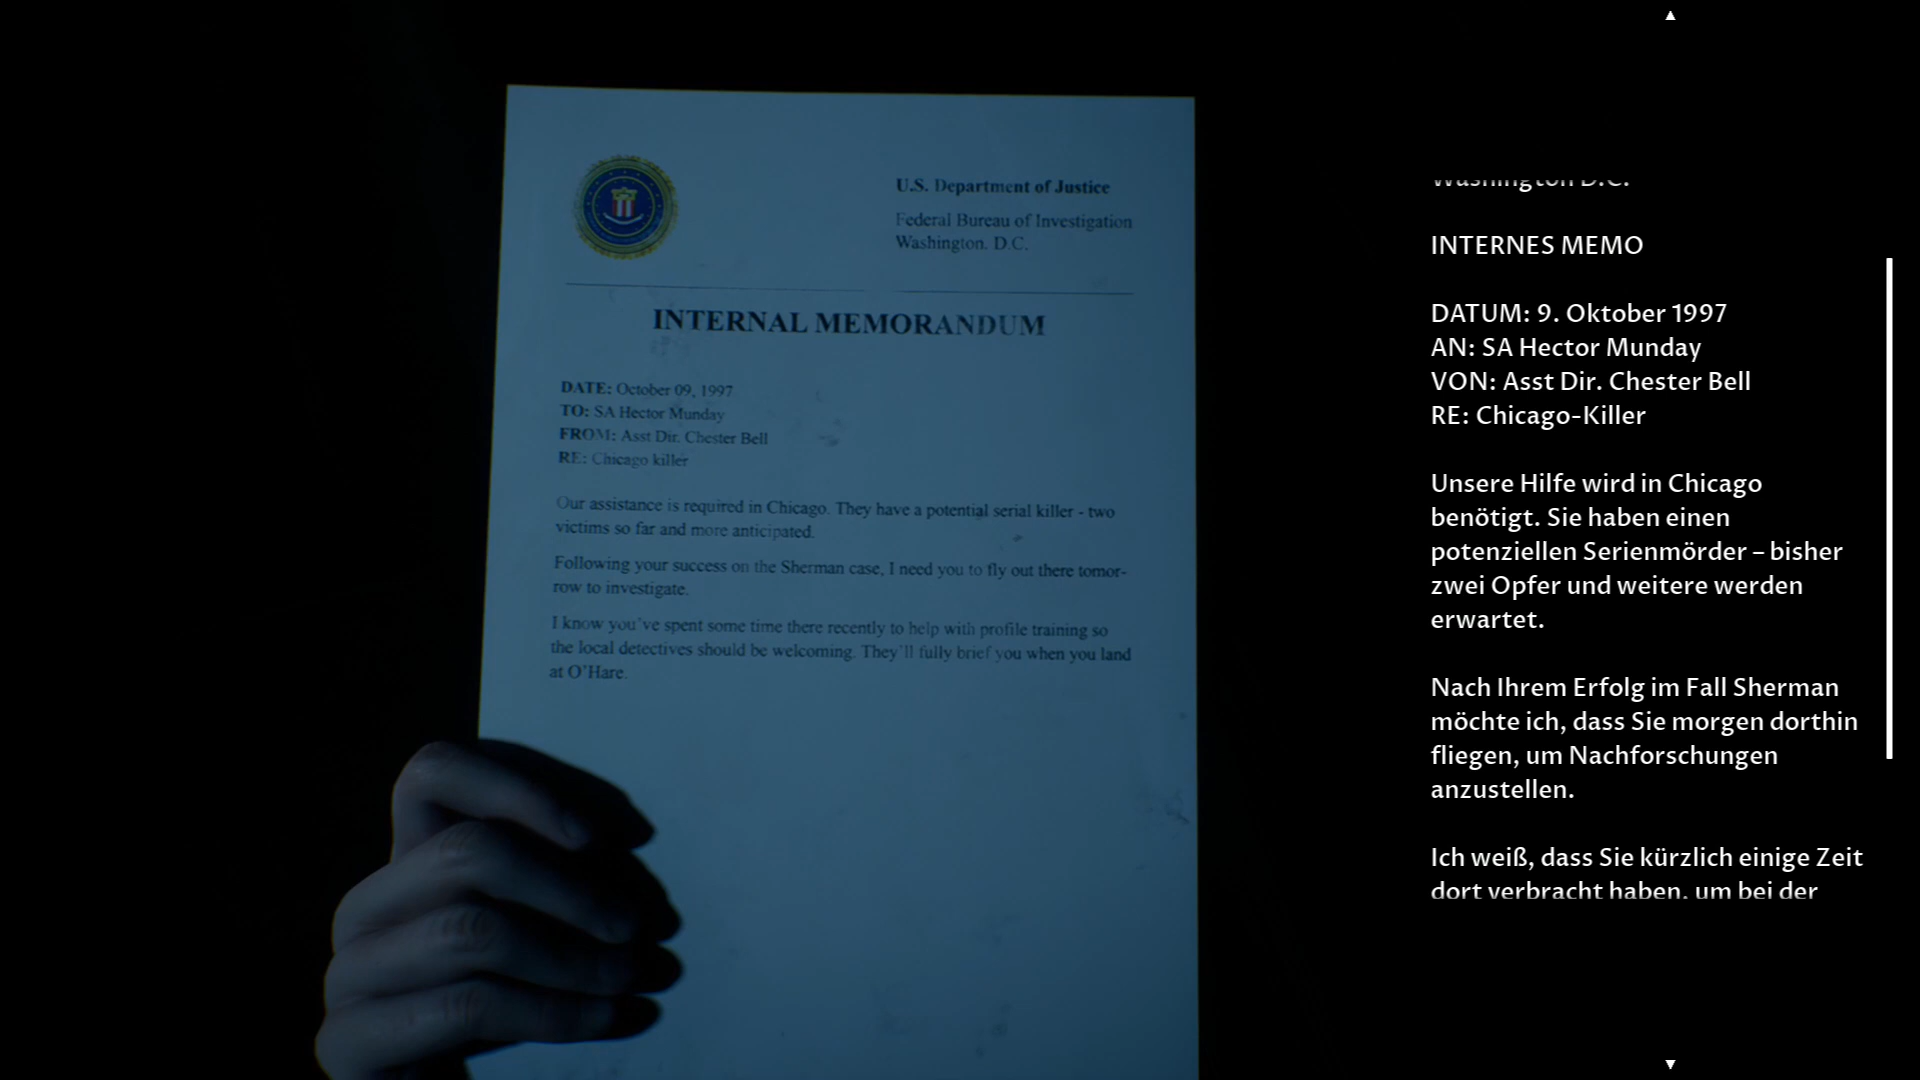 U.S. Department of Justice
Federal Bureau of Investigation
Washington. D.C.
INTERNAL MEMORANDUM
DATE: October 09, 1997
TO: SA Hector Munday
FROM: Asst Dir. Chester Bell
RE: Chicago killer
Our assistance is required in Chicago. They have a potential serial killer - two
victims so far and more anticipated.
Following your success on the Sherman case, I need you to fly out there tomor-
row to investigate.
I know you've spent some time there recently to help with profile training so
the local detectives should be welcoming. They'll fully brief you when you land
at O'Hare.
Washington D.C.
INTERNES MEMO
DATUM: 9. Oktober 1997
AN: SA Hector Munday
VON: Asst Dir. Chester Bell
RE: Chicago-Killer
Unsere Hilfe wird in Chicago
benötigt. Sie haben einen
potenziellen Serienmörder – bisher
zwei Opfer und weitere werden
erwartet.
Nach Ihrem Erfolg im Fall Sherman
möchte ich, dass Sie morgen dorthin
fliegen, um Nachforschungen
anzustellen.
Ich weiß, dass Sie kürzlich einige Zeit
dort verbracht haben, um bei der